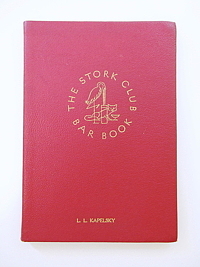 THE STORK CLUB
BAR BOOK
L. L. KAPELSKY